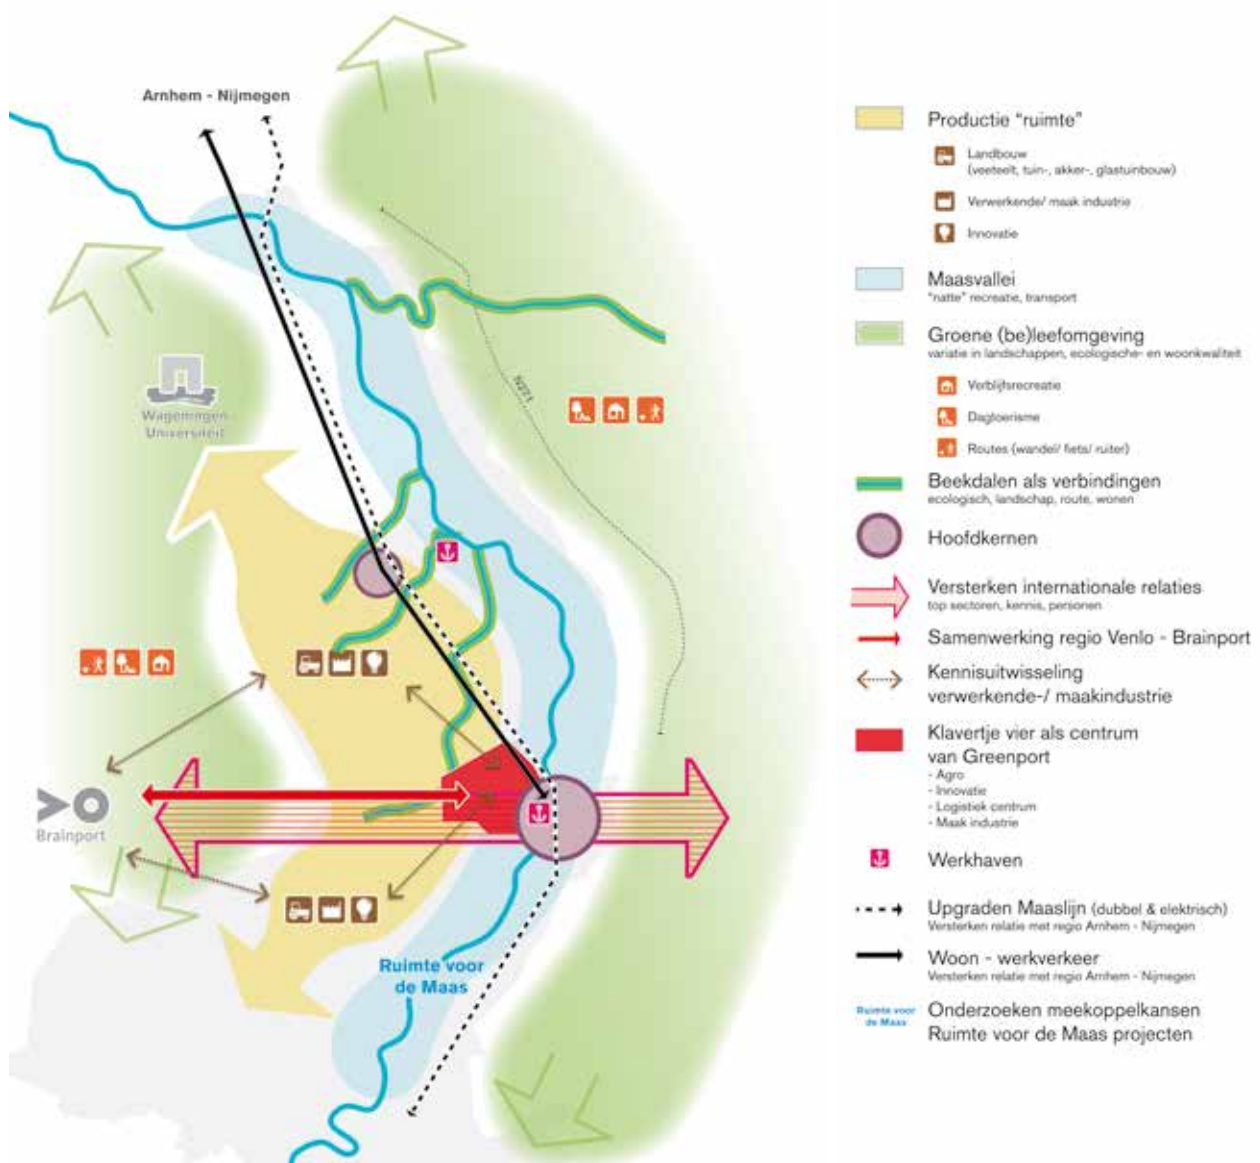 Arnhem - Nijmegen
Wageningen
Universiteit
N271
Brainport
Ruimte voor
de Maas
Productie "ruimte"
Landbouw
(veeteelt, tuin-, akker-, glastuinbouw)
Verwerkende/ maak industrie
Innovatie
Maasvallei
"natte" recreatie, transport
Groene (be)leefomgeving
variatie in landschappen, ecologische- en woonkwaliteit
Verblijfsrecreatie
Dagtoerisme
Routes (wandel/ fiets/ ruiter)
Beekdalen als verbindingen
ecologisch, landschap, route, wonen
Hoofdkernen
Versterken internationale relaties
top sectoren, kennis, personen
Samenwerking regio Venlo - Brainport
Kennisuitwisseling
verwerkende-/ maakindustrie
Klavertje vier als centrum
van Greenport
- Agro
- Innovatie
- Logistiek centrum
- Maak industrie
Werkhaven
Upgraden Maaslijn (dubbel & elektrisch)
Versterken relatie met regio Arnhem - Nijmegen
Woon - werkverkeer
Versterken relatie met regio Arnhem - Nijmegen
Ruimte voor
de Maas
Onderzoeken meekoppelkansen
Ruimte voor de Maas projecten